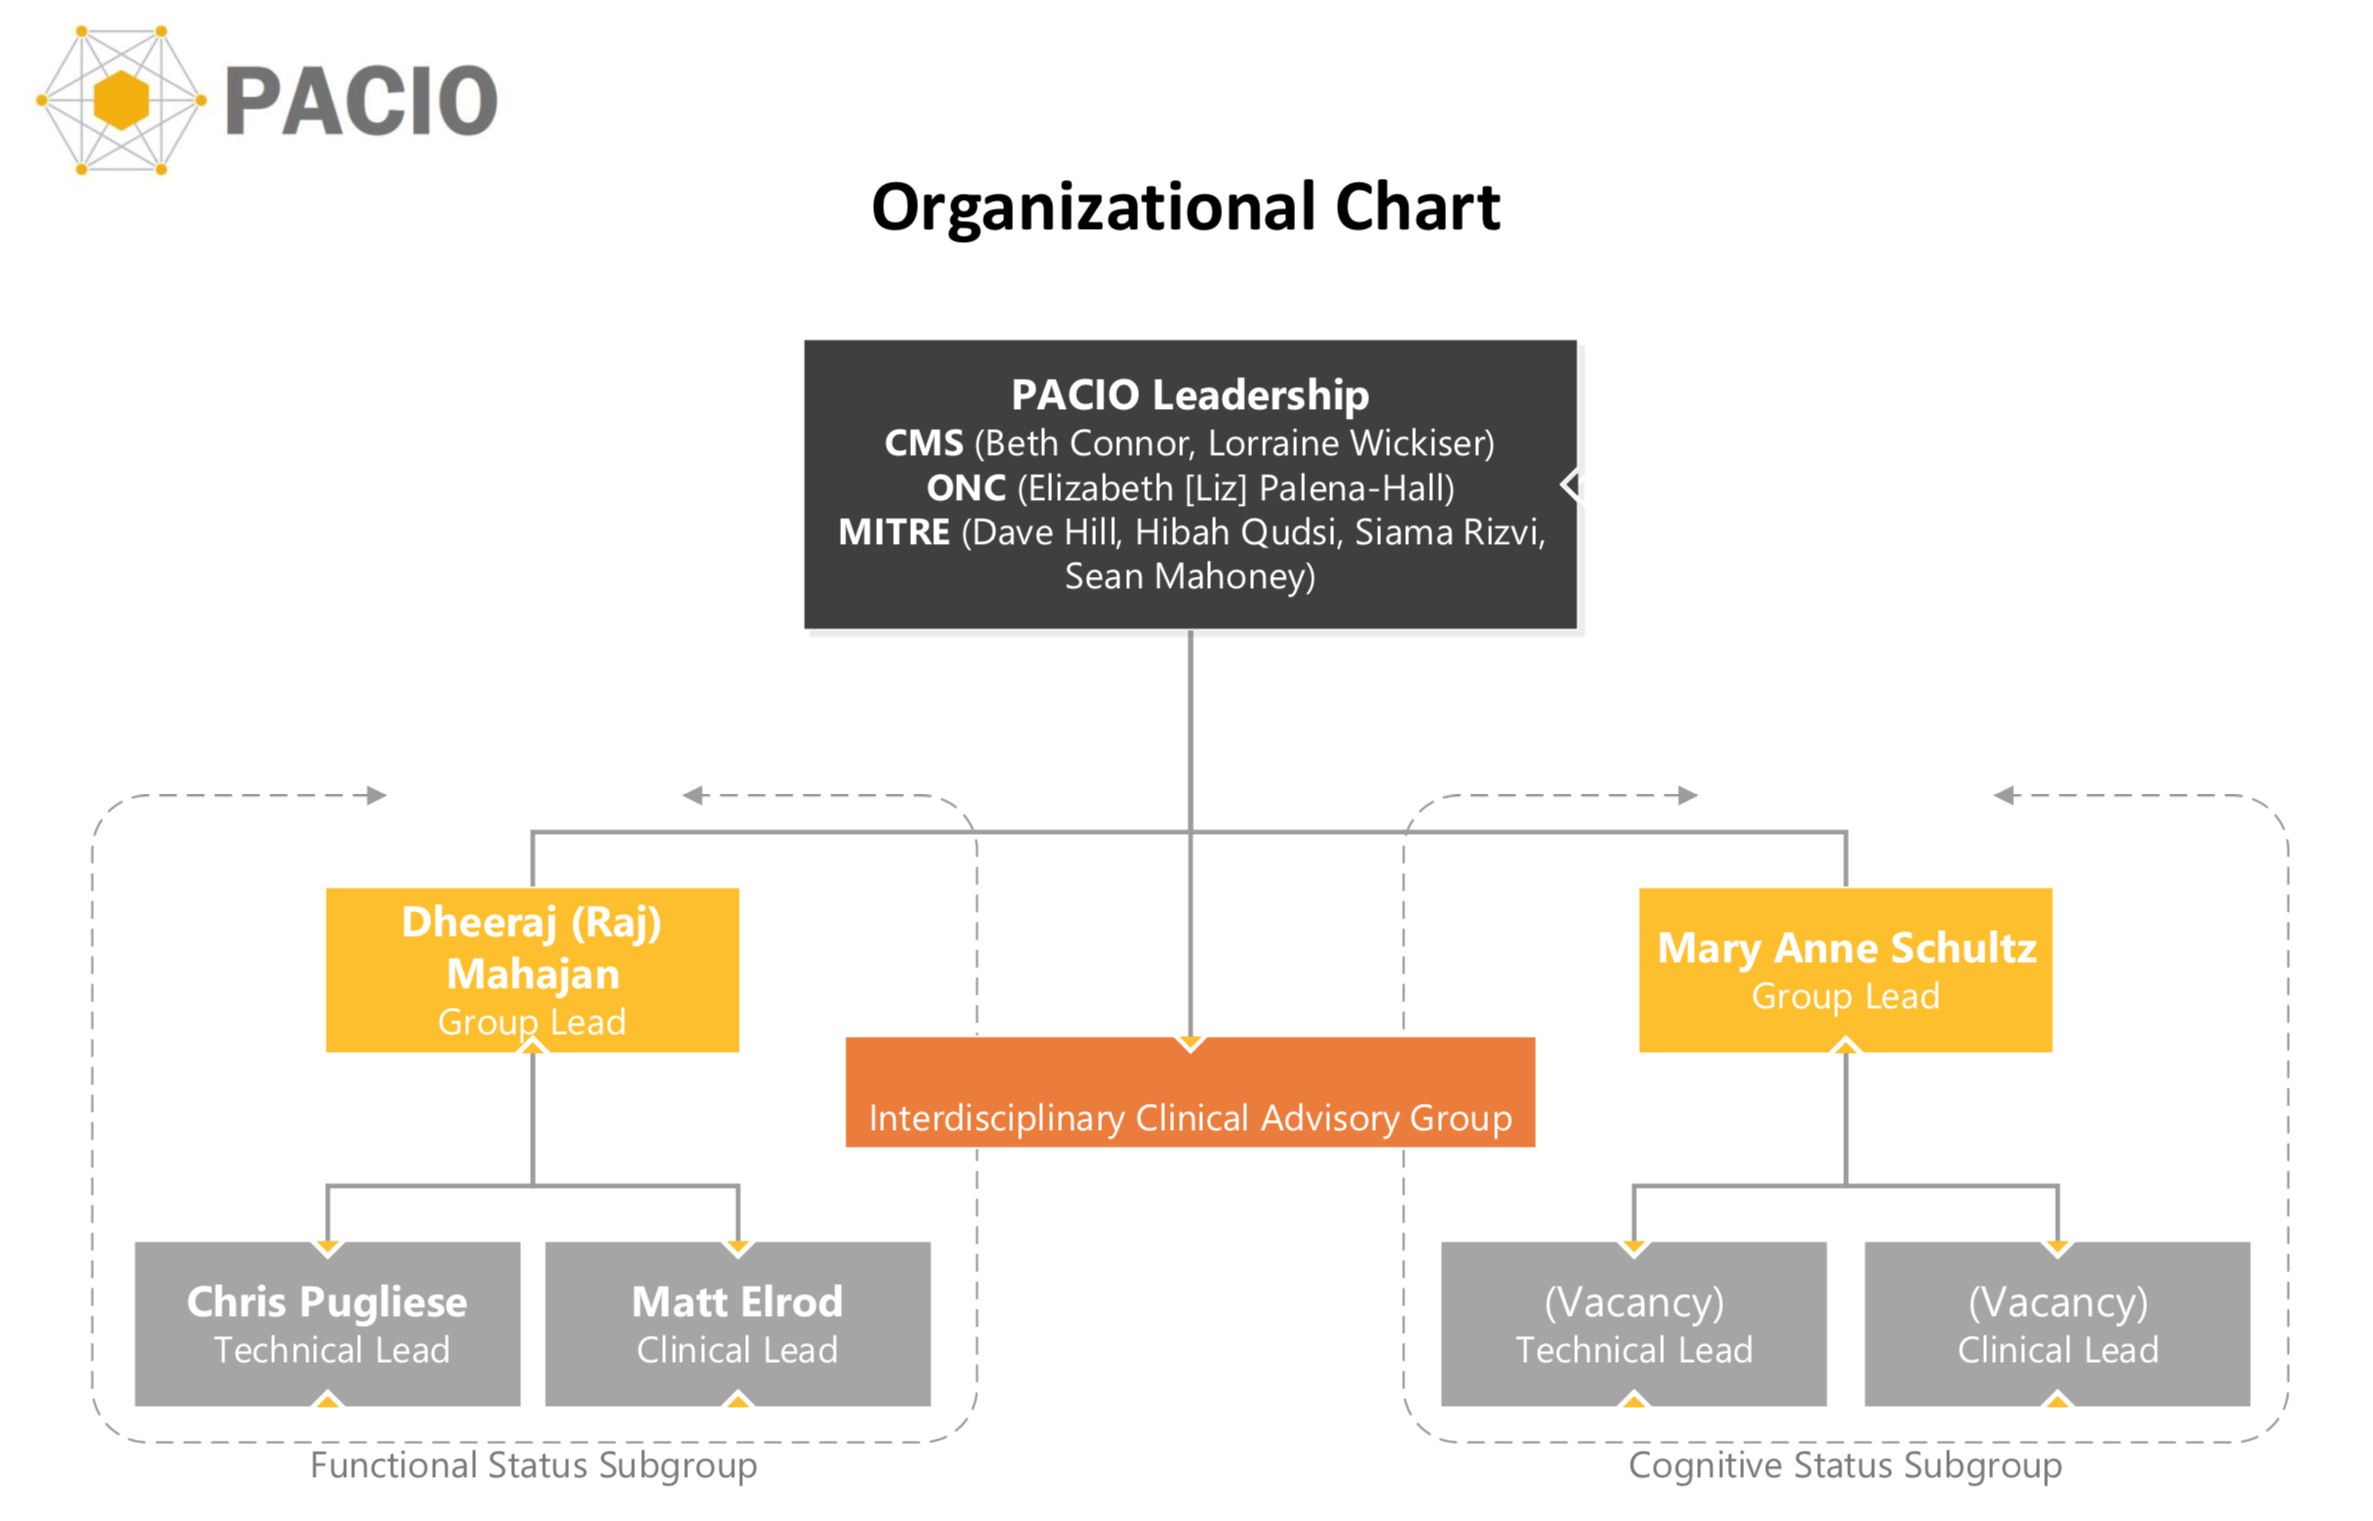 PACIO
Organizational Chart
PACIO Leadership
CMS (Beth Connor, Lorraine Wickiser)
ONC (Elizabeth [Liz] Palena-Hall)
MITRE (Dave Hill, Hibah Qudsi, Siama Rizvi,
Sean Mahoney)
Dheeraj (Raj)
Mahajan
Group Lead
Mary Anne Schultz
Group Lead
Interdisciplinary Clinical Advisory Group
Chris Pugliese
Technical Lead
Matt Elrod
Clinical Lead
(Vacancy)
Technical Lead
(Vacancy)
Clinical Lead
Functional Status Subgroup
Cognitive Status Subgroup